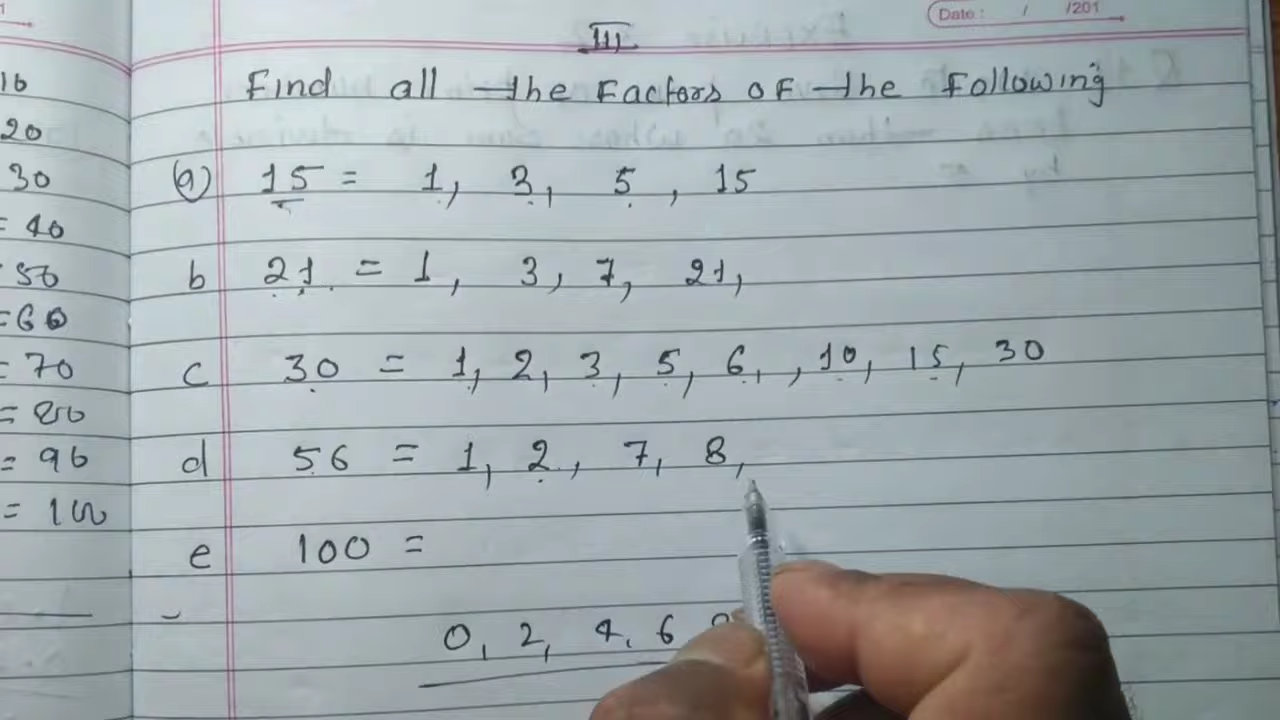 16
20
30
= 40
= 50
=60
= 70
= 80
= 90
= 100
Date : / /201
III
Find all the Factors of the Following
(a) 15 = 1, 3, 5, 15
b 21 = 1, 3, 7, 21,
c 30 = 1, 2, 3, 5, 6, , 10, 15, 30
d 56 = 1, 2, 7, 8,
e 100 =
0, 2, 4, 6